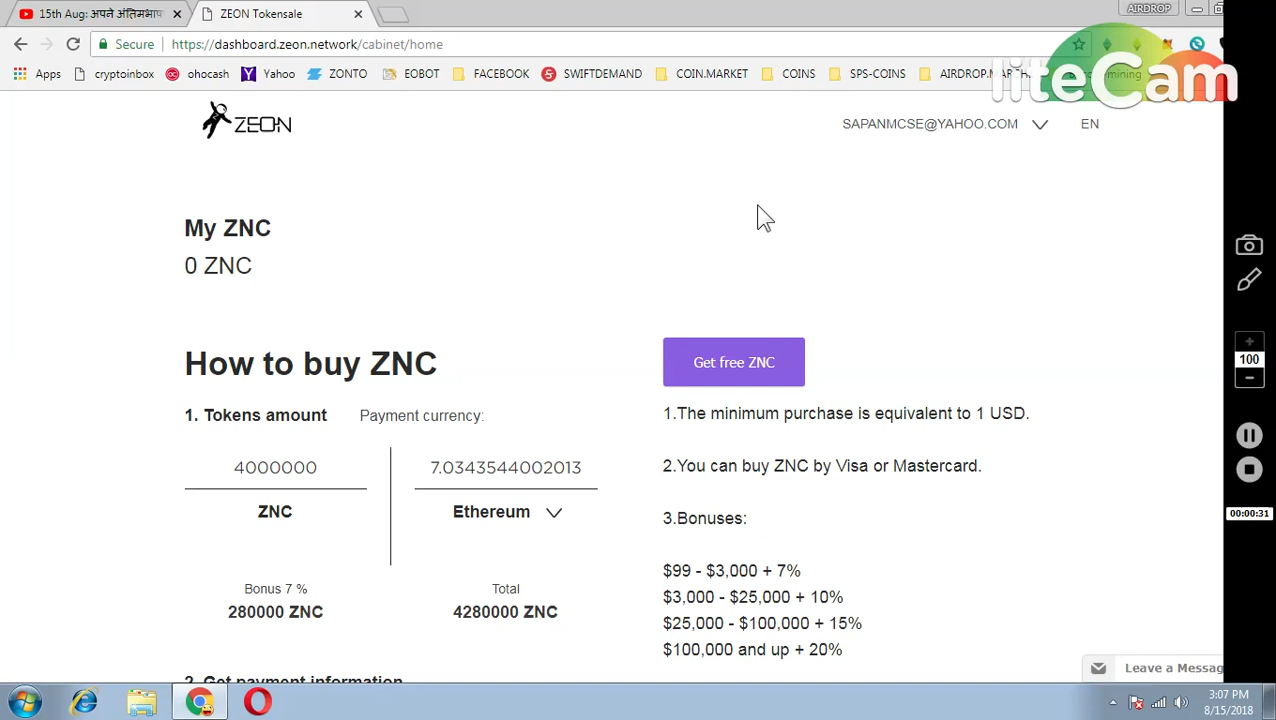 15th Aug: अपने अंतिमभाष
ZEON Tokensale
AIRDROP
Secure https://dashboard.zeon.network/cabinet/home
Apps cryptoinbox ohocash Yahoo ZONTO EOBOT FACEBOOK SWIFTDEMAND COIN.MARKET COINS SPS-COINS
liteCam
ZEON
SAPANMCSE@YAHOO.COM EN
My ZNC
0 ZNC
How to buy ZNC
Get free ZNC
1. Tokens amount Payment currency:
4000000 7.0343544002013
ZNC Ethereum
Bonus 7 % Total
280000 ZNC 4280000 ZNC
2. Get payment information
1.The minimum purchase is equivalent to 1 USD.
2.You can buy ZNC by Visa or Mastercard.
3.Bonuses:
$99 - $3,000 + 7%
$3,000 - $25,000 + 10%
$25,000 - $100,000 + 15%
$100,000 and up + 20%
Leave a Messag
100
00:00:31
3:07 PM
8/15/2018